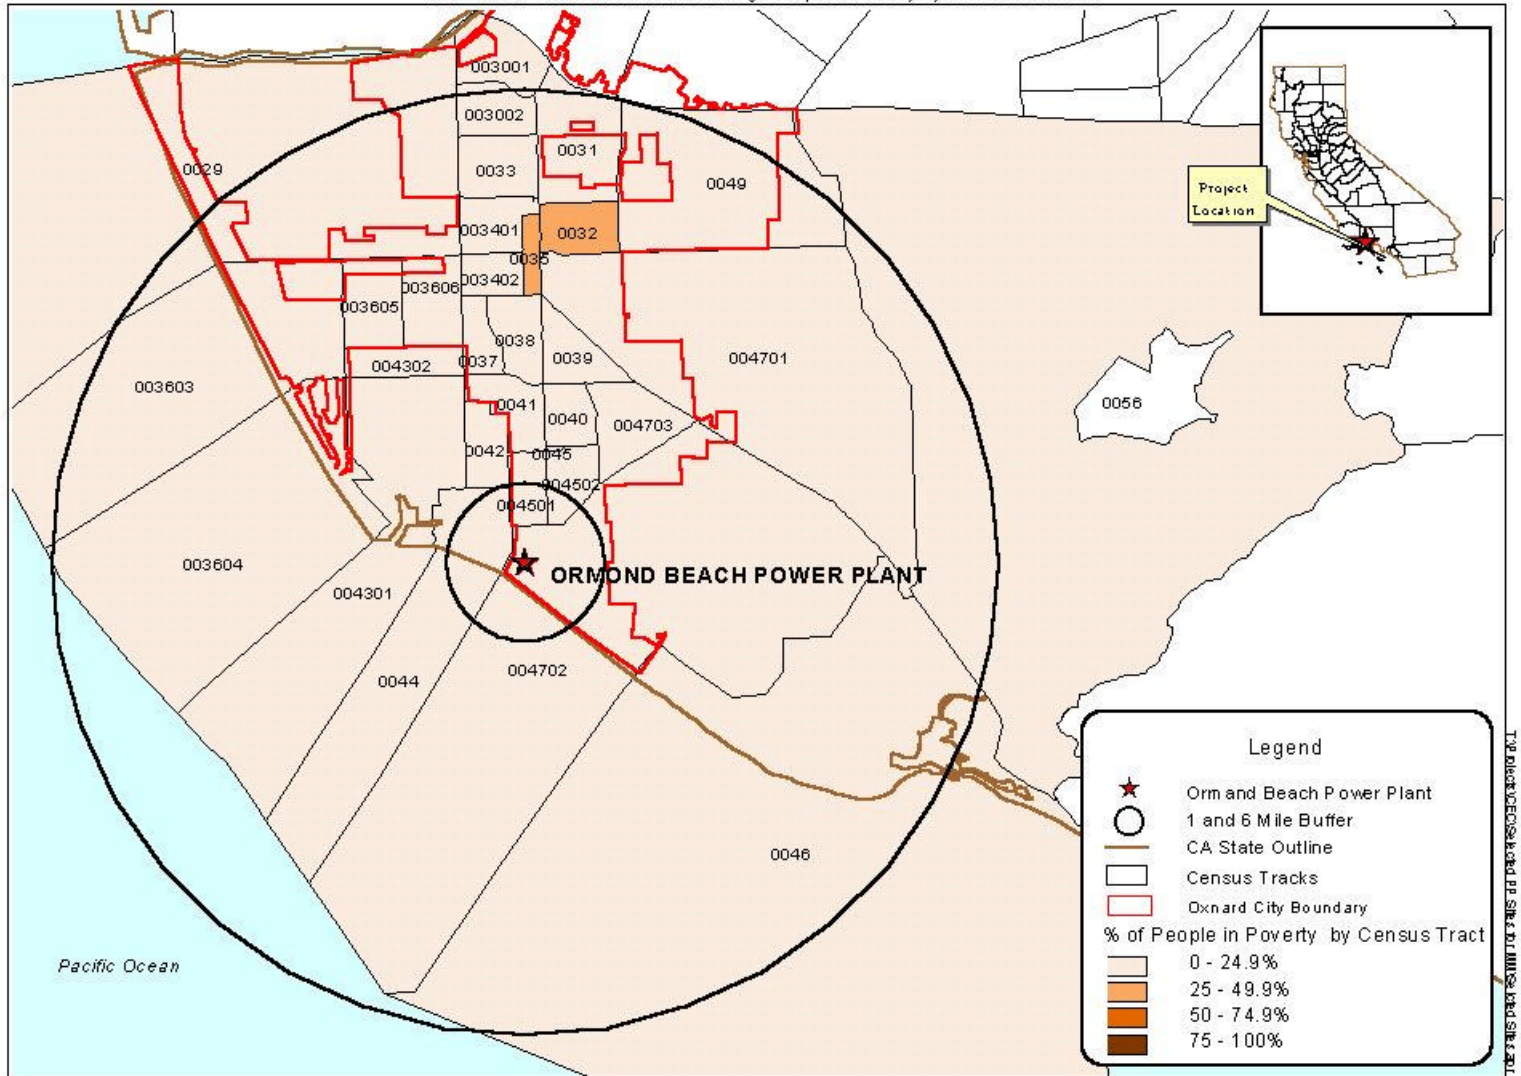 003001
003002
0031
0029
0033
0049
Project
Location
003401
0032
0035
003402
003606
003605
0038
0037
0039
004701
004302
003603
0041
0040
004703
0056
0042
0045
004502
004501
ORMOND BEACH POWER PLANT
003604
004301
004702
0044
0046
Pacific Ocean
Legend
Ormand Beach Power Plant
1 and 6 Mile Buffer
CA State Outline
Census Tracks
Oxnard City Boundary
% of People in Poverty by Census Tract
0 - 24.9%
25 - 49.9%
50 - 74.9%
75 - 100%